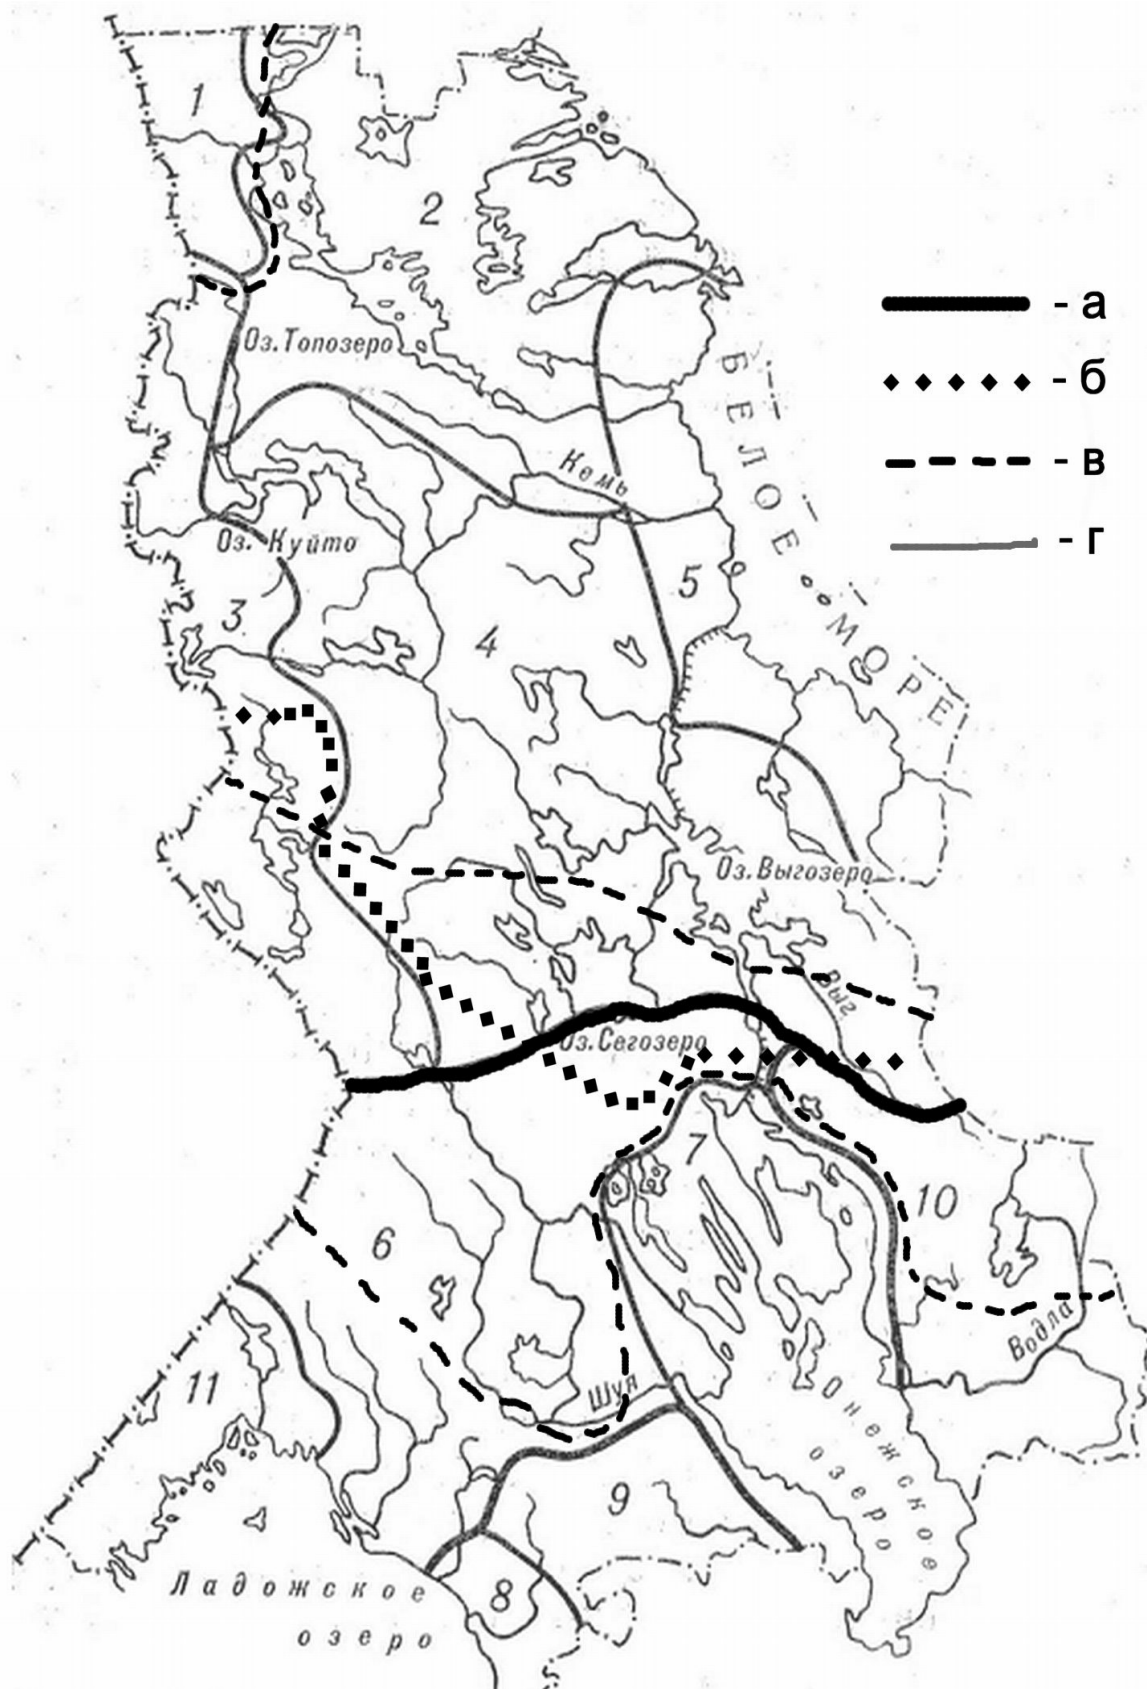 1
2
Оз. Топозеро
- а
- б
- в
- г
БЕЛОЕ МОРЕ
Кемь
Оз. Куйто
3
4
5
Оз. Выгозеро
Выг
Оз. Сегозеро
7
6
10
Водла
11
Шуя
Онежское
озеро
9
8
Ладожское
озеро